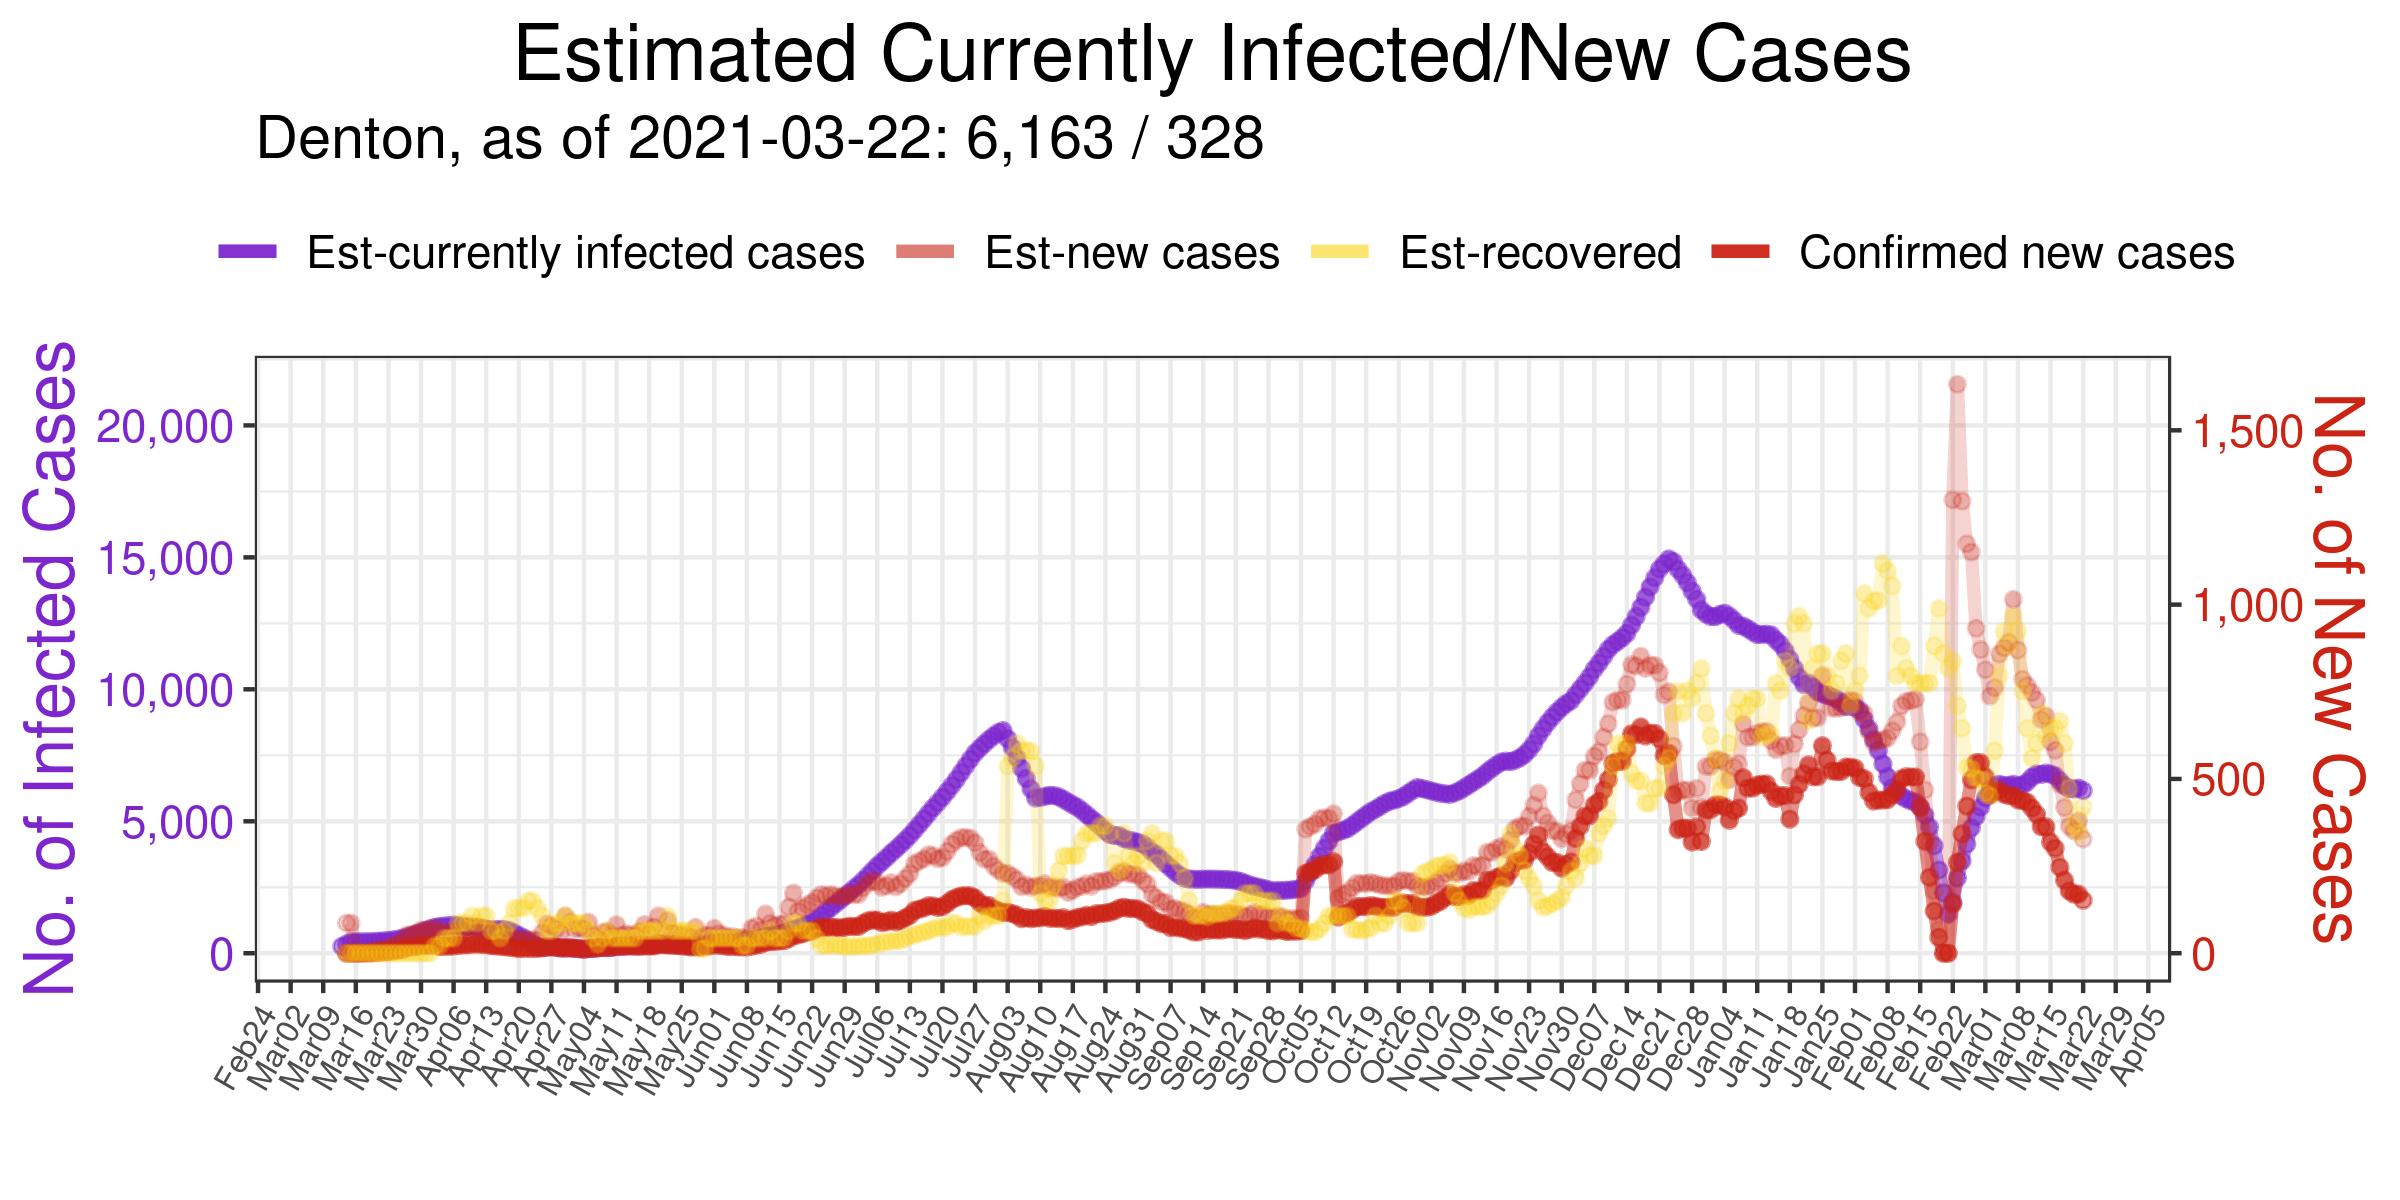 Estimated Currently Infected/New Cases
Denton, as of 2021-03-22: 6,163 / 328
Est-currently infected cases Est-new cases Est-recovered Confirmed new cases
No. of Infected Cases
20,000
15,000
10,000
5,000
0
1,500
1,000
500
0
No. of New Cases
Feb24 Mar02 Mar09 Mar16 Mar23 Mar30 Apr06 Apr13 Apr20 Apr27 May04 May11 May18 May25 Jun01 Jun08 Jun15 Jun22 Jun29 Jul06 Jul13 Jul20 Jul27 Aug03 Aug10 Aug17 Aug24 Aug31 Sep07 Sep14 Sep21 Sep28 Oct05 Oct12 Oct19 Oct26 Nov02 Nov09 Nov16 Nov23 Nov30 Dec07 Dec14 Dec21 Dec28 Jan04 Jan11 Jan18 Jan25 Feb01 Feb08 Feb15 Feb22 Mar01 Mar08 Mar15 Mar22 Mar29 Apr05